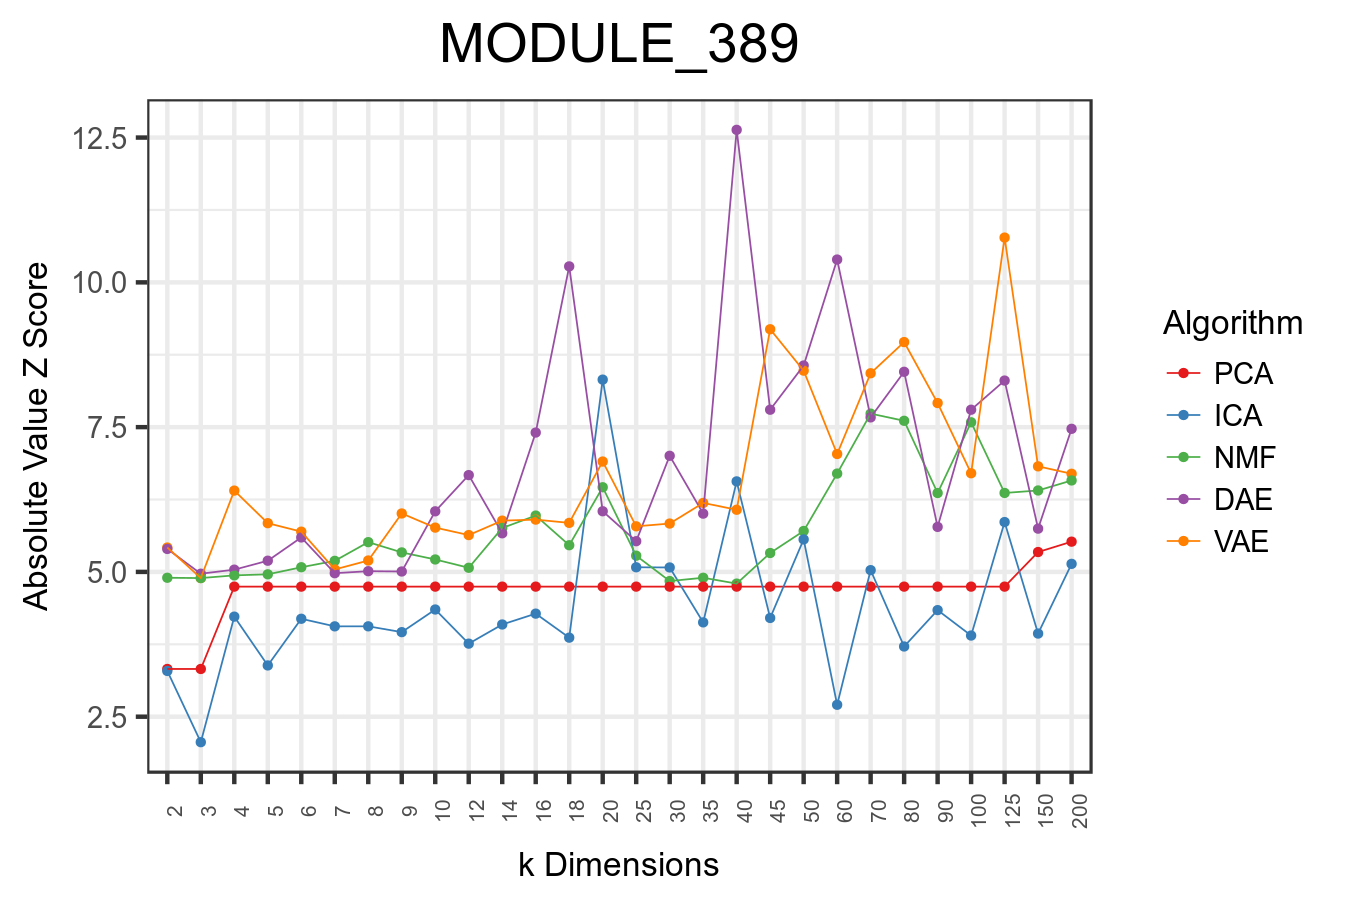 MODULE_389
Absolute Value Z Score
12.5
10.0
7.5
5.0
2.5
2 3 4 5 6 7 8 9 10 12 14 16 18 20 25 30 35 40 45 50 60 70 80 90 100 125 150 200
k Dimensions
Algorithm
PCA
ICA
NMF
DAE
VAE